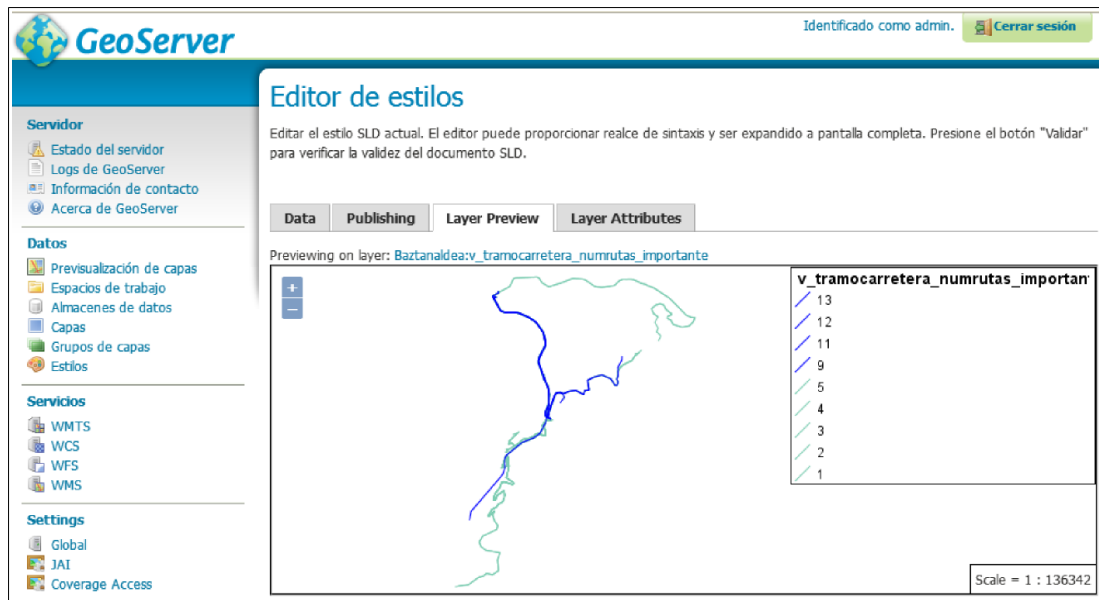 GeoServer
Identificado como admin.
Cerrar sesión
Servidor
Estado del servidor
Logs de GeoServer
Información de contacto
Acerca de GeoServer
Datos
Previsualización de capas
Espacios de trabajo
Almacenes de datos
Capas
Grupos de capas
Estilos
Servicios
WMTS
WCS
WFS
WMS
Settings
Global
JAI
Coverage Access
Editor de estilos
Editar el estilo SLD actual. El editor puede proporcionar realce de sintaxis y ser expandido a pantalla completa. Presione el botón "Validar"
para verificar la validez del documento SLD.
Data
Publishing
Layer Preview
Layer Attributes
Previewing on layer: Baztanaldea:v_tramocarretera_numrutas_importante
+
−
v_tramocarretera_numrutas_important
13
12
11
9
5
4
3
2
1
Scale = 1 : 136342